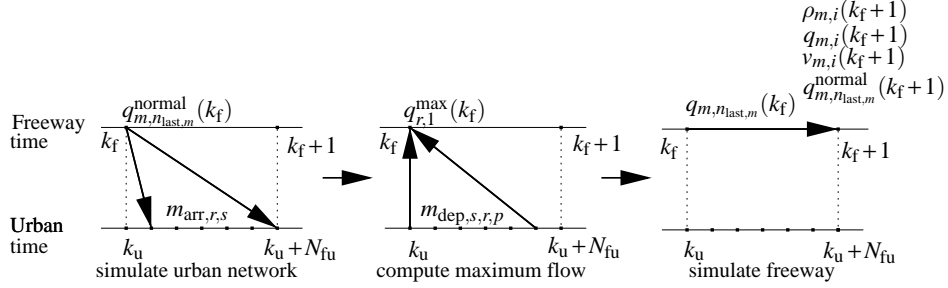 ρ_{m,i}(k_f+1)
q_{m,i}(k_f+1)
v_{m,i}(k_f+1)
q^{normal}_{m,n_{last,m}}(k_f+1)
Freeway time
q^{normal}_{m,n_{last,m}}(k_f)
k_f
k_f+1
q^{max}_{r,1}(k_f)
k_f
k_f+1
q_{m,n_{last,m}}(k_f)
k_f
k_f+1
Urban time
m_{arr,r,s}
k_u
k_u+N_{fu}
simulate urban network
m_{dep,s,r,p}
k_u
k_u+N_{fu}
compute maximum flow
k_u
k_u+N_{fu}
simulate freeway